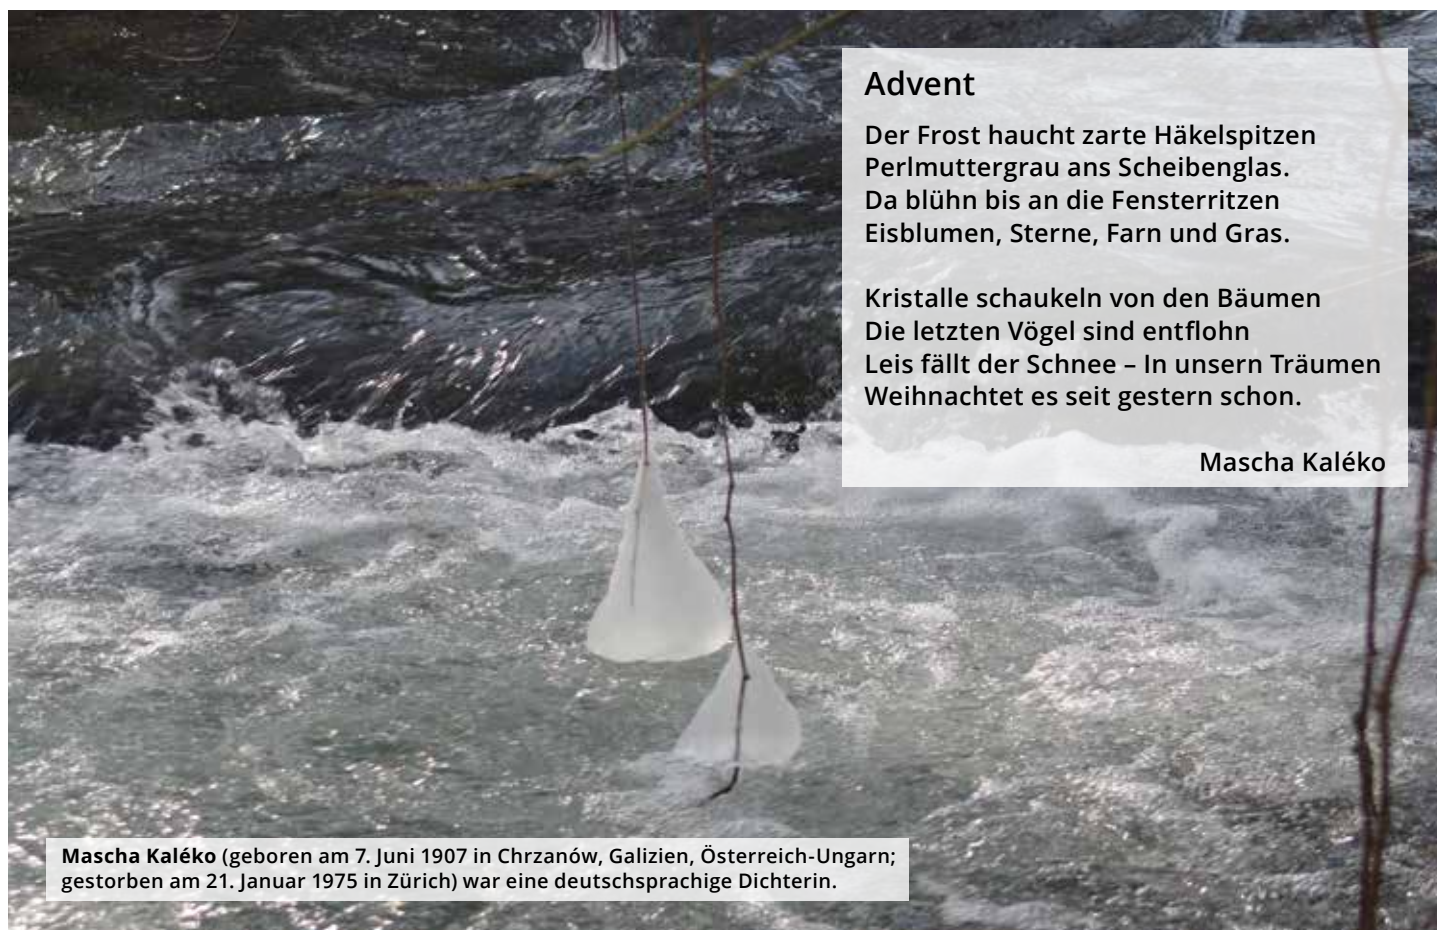 Advent
Der Frost haucht zarte Häkelspitzen
Perlmuttergrau ans Scheibenglas.
Da blühn bis an die Fensterritzen
Eisblumen, Sterne, Farn und Gras.
Kristalle schaukeln von den Bäumen
Die letzten Vögel sind entflohn
Leis fällt der Schnee – In unsern Träumen
Weihnachtet es seit gestern schon.
Mascha Kaléko
Mascha Kaléko (geboren am 7. Juni 1907 in Chrzanów, Galizien, Österreich-Ungarn;
gestorben am 21. Januar 1975 in Zürich) war eine deutschsprachige Dichterin.